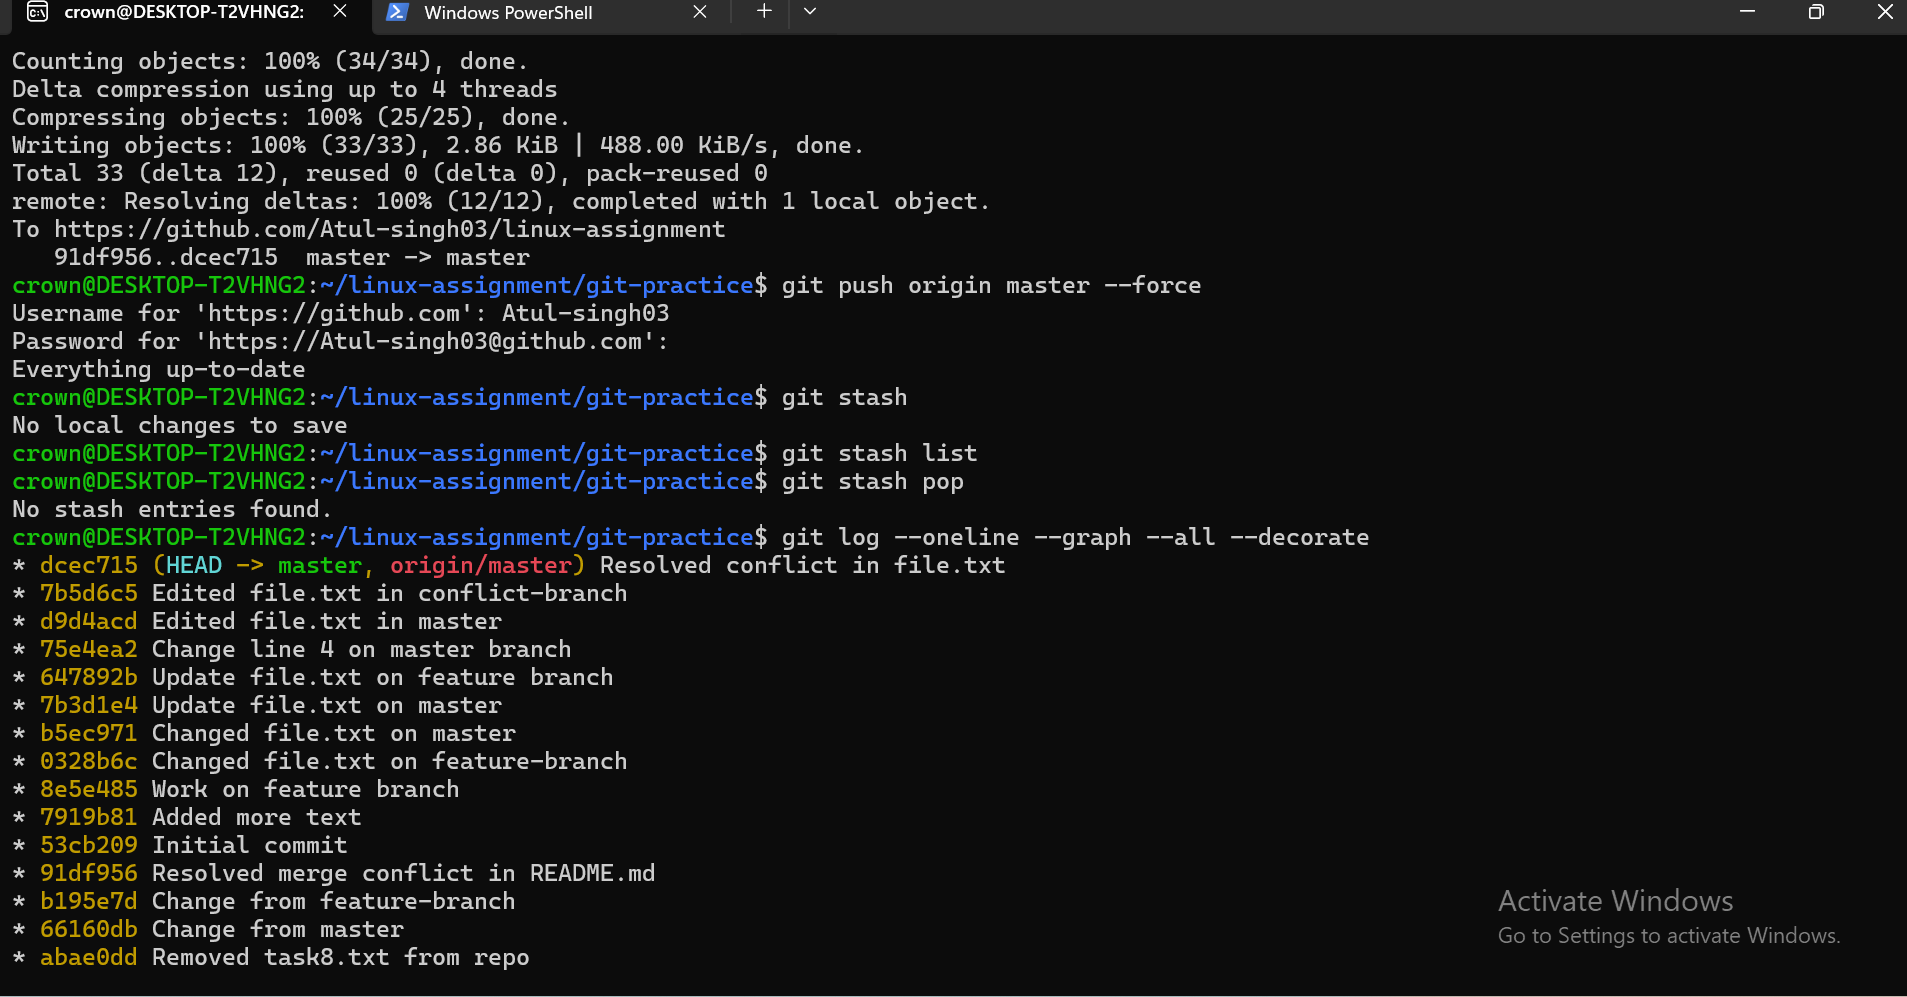 crown@DESKTOP-T2VHNG2: Windows PowerShell
Counting objects: 100% (34/34), done.
Delta compression using up to 4 threads
Compressing objects: 100% (25/25), done.
Writing objects: 100% (33/33), 2.86 KiB | 488.00 KiB/s, done.
Total 33 (delta 12), reused 0 (delta 0), pack-reused 0
remote: Resolving deltas: 100% (12/12), completed with 1 local object.
To https://github.com/Atul-singh03/linux-assignment
   91df956..dcec715  master -> master
crown@DESKTOP-T2VHNG2:~/linux-assignment/git-practice$ git push origin master --force
Username for 'https://github.com': Atul-singh03
Password for 'https://Atul-singh03@github.com':
Everything up-to-date
crown@DESKTOP-T2VHNG2:~/linux-assignment/git-practice$ git stash
No local changes to save
crown@DESKTOP-T2VHNG2:~/linux-assignment/git-practice$ git stash list
crown@DESKTOP-T2VHNG2:~/linux-assignment/git-practice$ git stash pop
No stash entries found.
crown@DESKTOP-T2VHNG2:~/linux-assignment/git-practice$ git log --oneline --graph --all --decorate
* dcec715 (HEAD -> master, origin/master) Resolved conflict in file.txt
* 7b5d6c5 Edited file.txt in conflict-branch
* d9d4acd Edited file.txt in master
* 75e4ea2 Change line 4 on master branch
* 647892b Update file.txt on feature branch
* 7b3d1e4 Update file.txt on master
* b5ec971 Changed file.txt on master
* 0328b6c Changed file.txt on feature-branch
* 8e5e485 Work on feature branch
* 7919b81 Added more text
* 53cb209 Initial commit
* 91df956 Resolved merge conflict in README.md
* b195e7d Change from feature-branch
* 66160db Change from master
* abae0dd Removed task8.txt from repo
Activate Windows
Go to Settings to activate Windows.